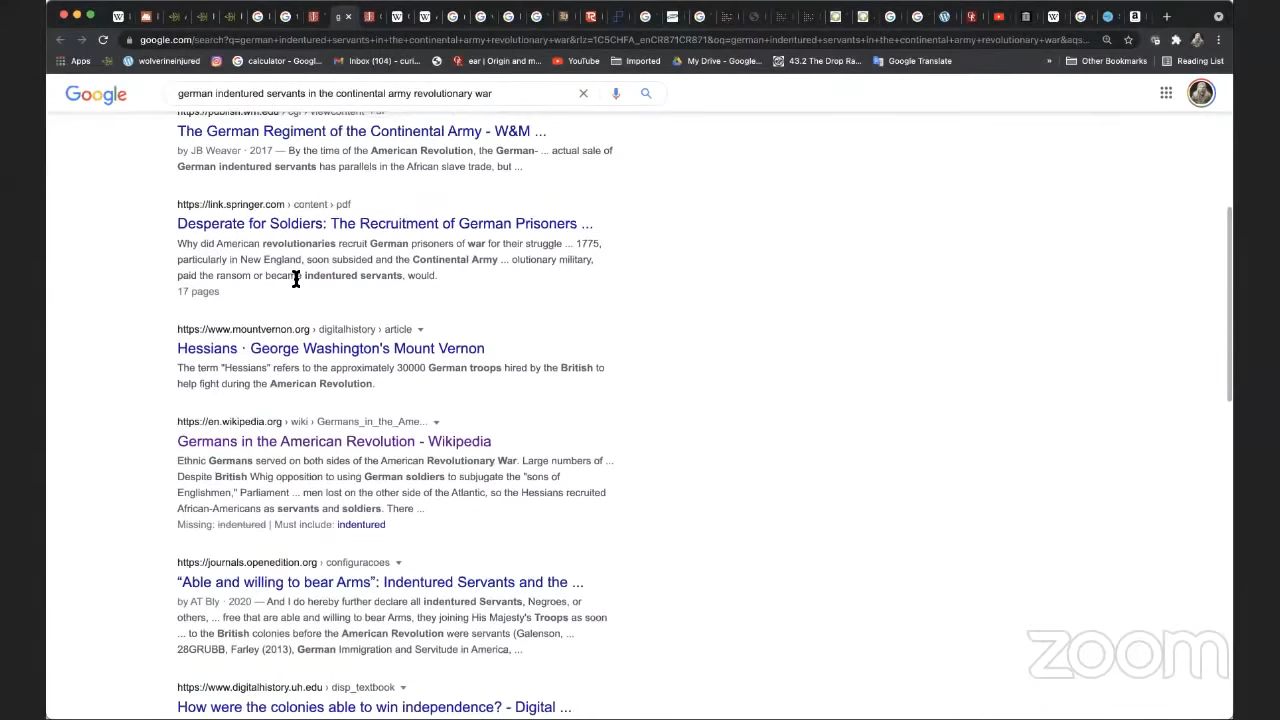 google.com/search?q=german+indentured+servants+in+the+continental+army+revolutionary+war&rlz=1C5CHFA_enCR871CR871&oq=german+indentured+servants+in+the+continental+army+revolutionary+war&aqs...
Apps wolverineinjured calculator - Googl... Inbox (104) - curi... ear | Origin and m... YouTube Imported My Drive - Google... 43.2 The Drop Ra... Google Translate » Other Bookmarks Reading List
Google german indentured servants in the continental army revolutionary war
The German Regiment of the Continental Army - W&M ...
by JB Weaver · 2017 — By the time of the American Revolution, the German- ... actual sale of
German indentured servants has parallels in the African slave trade, but ...
https://link.springer.com › content › pdf
Desperate for Soldiers: The Recruitment of German Prisoners ...
Why did American revolutionaries recruit German prisoners of war for their struggle ... 1775,
particularly in New England, soon subsided and the Continental Army ... olutionary military,
paid the ransom or became indentured servants, would.
17 pages
https://www.mountvernon.org › digitalhistory › article
Hessians · George Washington's Mount Vernon
The term "Hessians" refers to the approximately 30000 German troops hired by the British to
help fight during the American Revolution.
https://en.wikipedia.org › wiki › Germans_in_the_Ame...
Germans in the American Revolution - Wikipedia
Ethnic Germans served on both sides of the American Revolutionary War. Large numbers of ...
Despite British Whig opposition to using German soldiers to subjugate the "sons of
Englishmen," Parliament ... men lost on the other side of the Atlantic, so the Hessians recruited
African-Americans as servants and soldiers. There ...
Missing: indentured | Must include: indentured
https://journals.openedition.org › configuracoes
“Able and willing to bear Arms”: Indentured Servants and the ...
by AT Bly · 2020 — And I do hereby further declare all indentured Servants, Negroes, or
others, ... free that are able and willing to bear Arms, they joining His Majesty's Troops as soon
... to the British colonies before the American Revolution were servants (Galenson, ...
28GRUBB, Farley (2013), German Immigration and Servitude in America, ...
https://www.digitalhistory.uh.edu › disp_textbook
How were the colonies able to win independence? - Digital ...
zoom